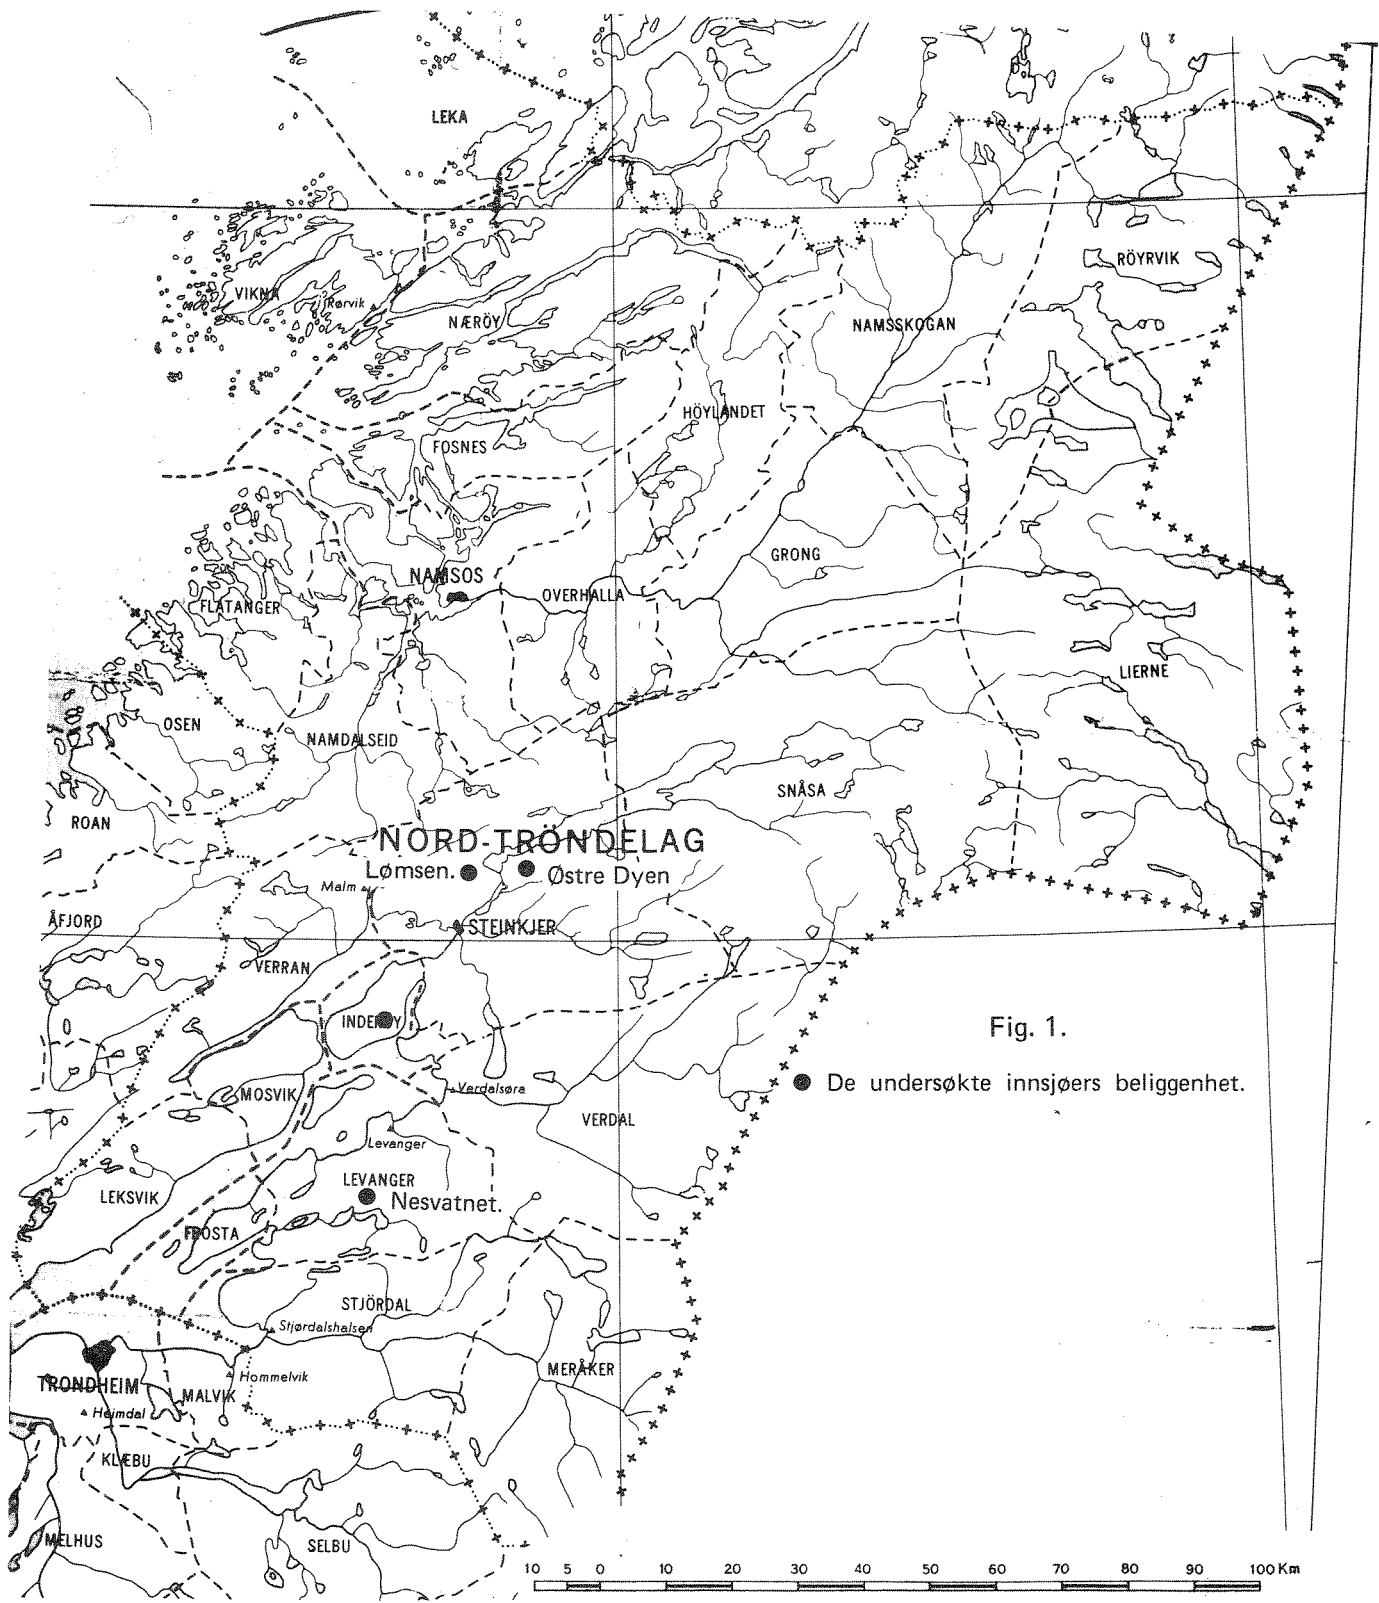 LEKA
VIKNA
Rørvik
RÖYRVIK
NÆRÖY
NAMSSKOGAN
HÖYLANDET
FOSNES
GRONG
NAMSOS
OVERHALLA
FLATANGER
LIERNE
OSEN
NAMDALSEID
SNÅSA
ROAN
NORD-TRÖNDELAG
Lømsen.
Østre Dyen
Malm
ÅFJORD
STEINKJER
VERRAN
Fig. 1.
De undersøkte innsjøers beliggenhet.
MOSVIK
Verdalsøra
VERDAL
Levanger
LEVANGER
LEKSVIK
Nesvatnet.
FROSTA
STJÖRDAL
Stjørdalshalsen
MERÅKER
Hommelvik
TRONDHEIM
MALVIK
Heimdal
KLÆBU
MELHUS
SELBU
10 5 0 10 20 30 40 50 60 70 80 90 100 Km